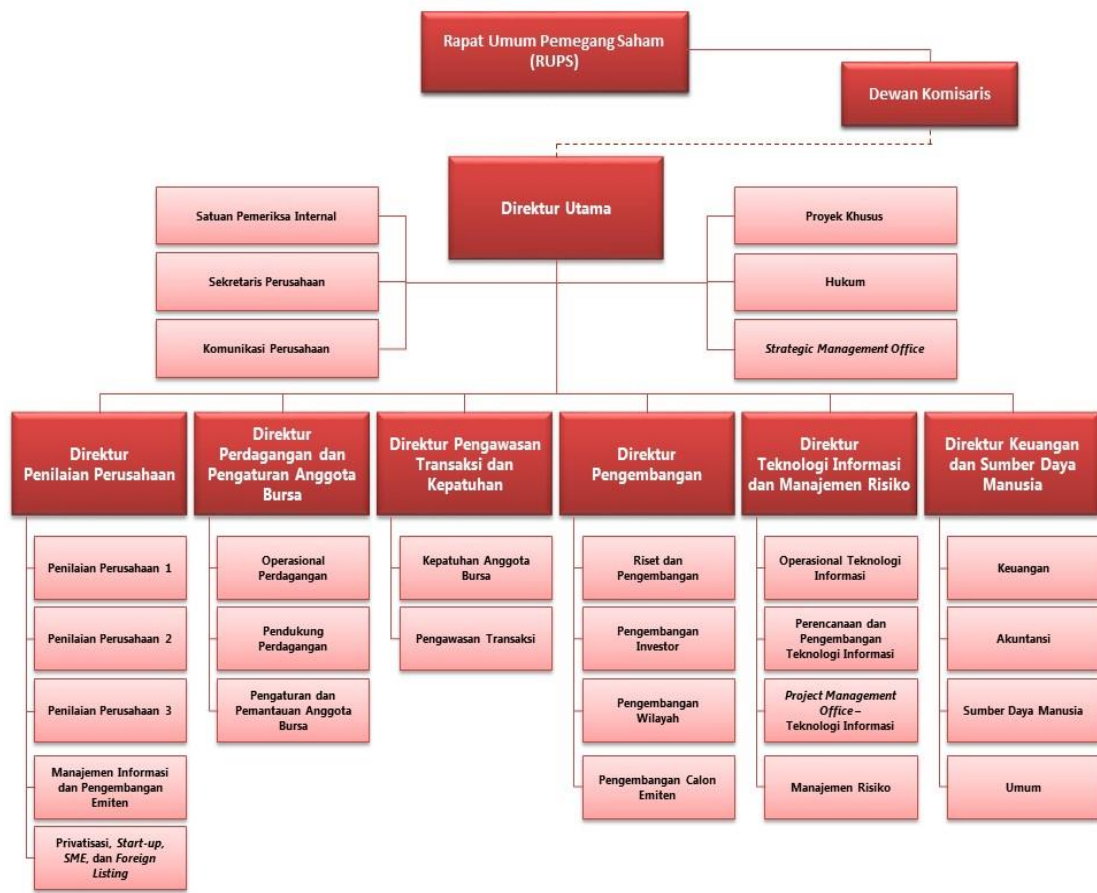 Rapat Umum Pemegang Saham
(RUPS)
Dewan Komisaris
Direktur Utama
Satuan Pemeriksa Internal
Sekretaris Perusahaan
Komunikasi Perusahaan
Proyek Khusus
Hukum
Strategic Management Office
Direktur
Penilaian Perusahaan
Penilaian Perusahaan 1
Penilaian Perusahaan 2
Penilaian Perusahaan 3
Manajemen Informasi
dan Pengembangan
Emiten
Privatisasi, Start-up,
SME, dan Foreign
Listing
Direktur
Perdagangan dan
Pengaturan Anggota
Bursa
Operasional
Perdagangan
Pendukung
Perdagangan
Pengaturan dan
Pemantauan Anggota
Bursa
Direktur Pengawasan
Transaksi dan
Kepatuhan
Kepatuhan Anggota
Bursa
Pengawasan Transaksi
Direktur
Pengembangan
Riset dan
Pengembangan
Pengembangan
Investor
Pengembangan
Wilayah
Pengembangan Calon
Emiten
Direktur
Teknologi Informasi
dan Manajemen Risiko
Operasional Teknologi
Informasi
Perencanaan dan
Pengembangan
Teknologi Informasi
Project Management
Office –
Teknologi Informasi
Manajemen Risiko
Direktur Keuangan
dan Sumber Daya
Manusia
Keuangan
Akuntansi
Sumber Daya Manusia
Umum